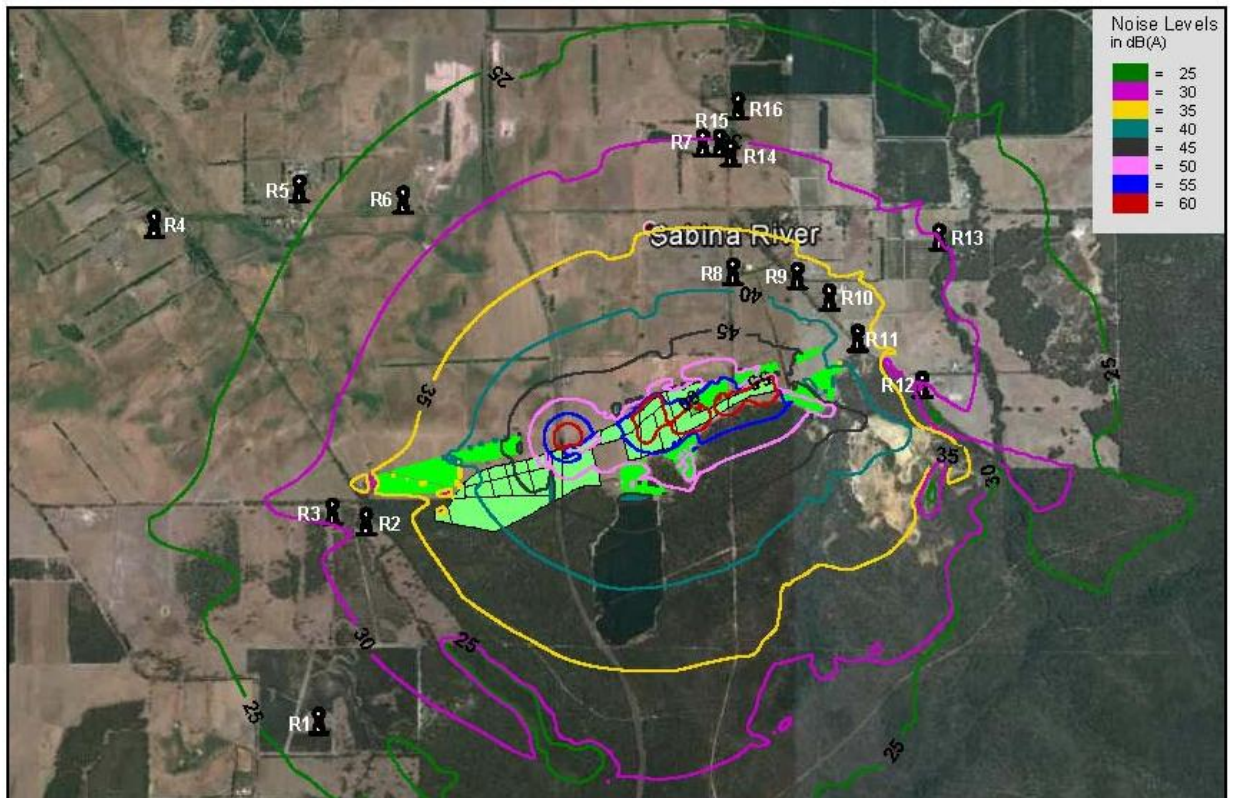 Noise Levels
in dB(A)
= 25
= 30
= 35
= 40
= 45
= 50
= 55
= 60
25
R16
R15
R7
R14
R5
R6
R4
Sabina River
R13
R8
R9
40
R10
45
R11
25
35
R12
55
35
30
R3
R2
30
25
25
R1
25